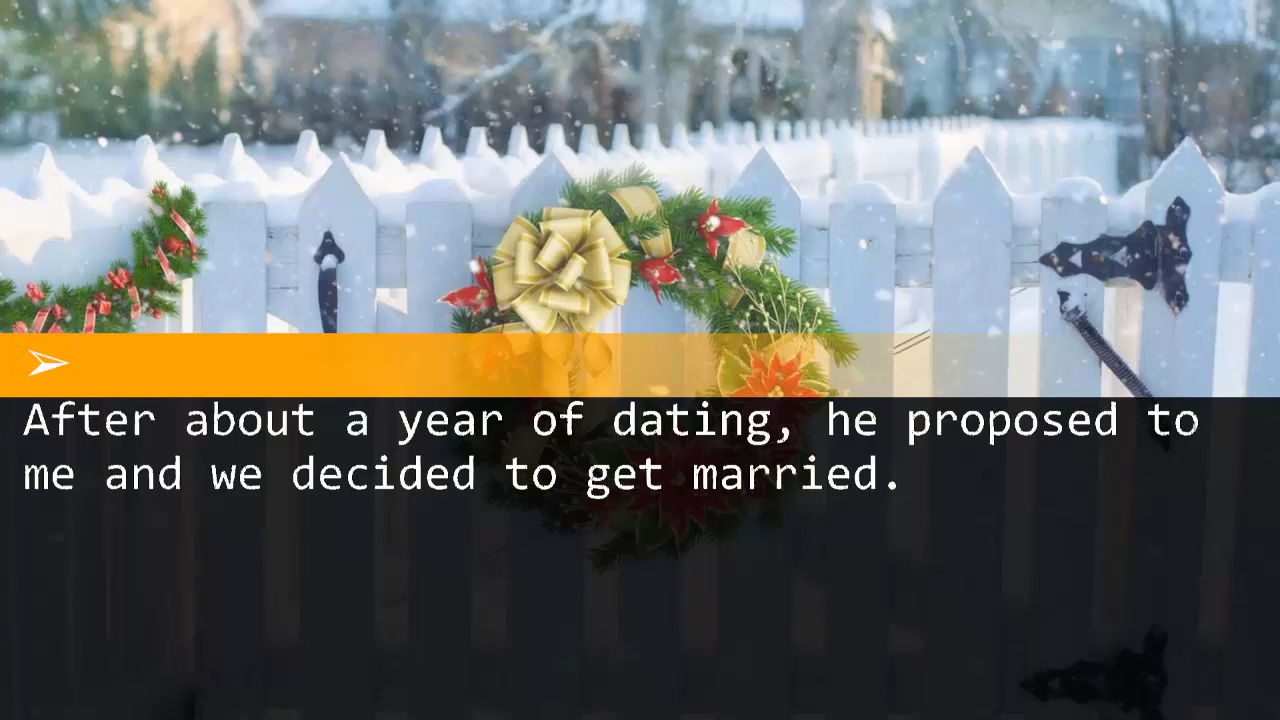 After about a year of dating, he proposed to
me and we decided to get married.